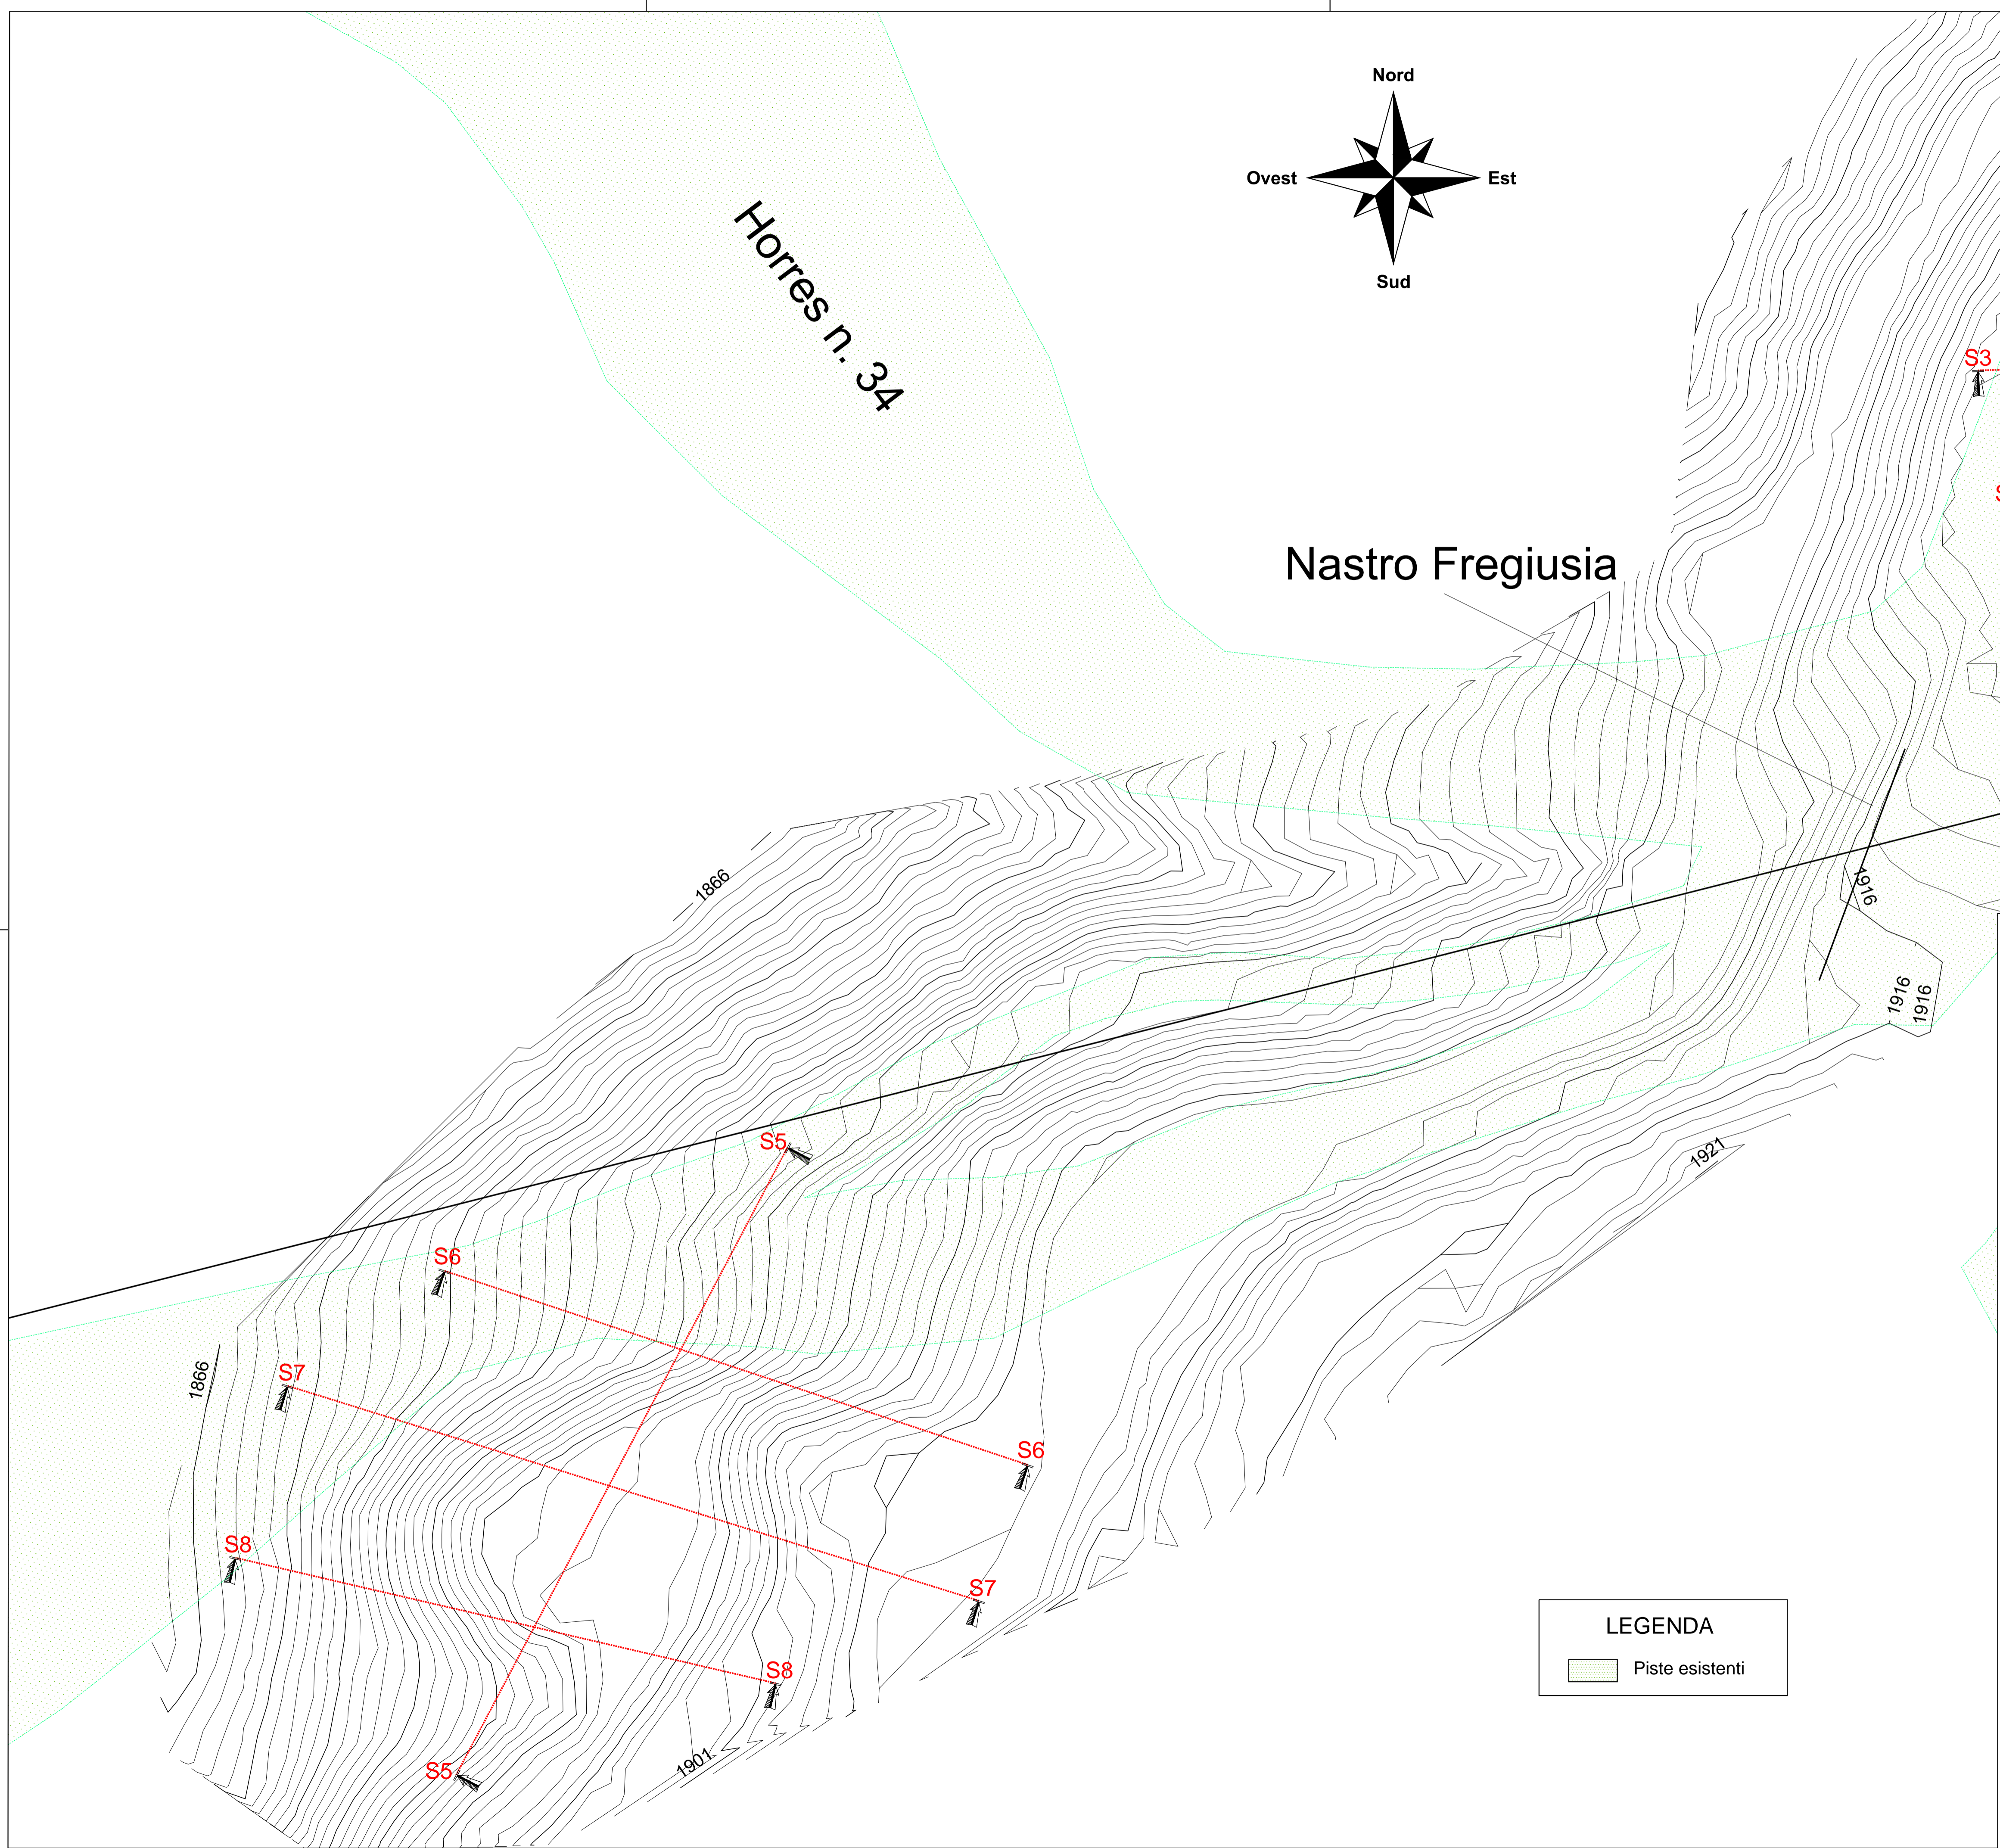 Nord
Ovest
Est
Sud
Horres n. 34
S3
Nastro Fregiusia
1866
1916
1916
1916
S5
1921
S6
1866
S7
S6
S8
S7
S8
1901
S5
LEGENDA
Piste esistenti